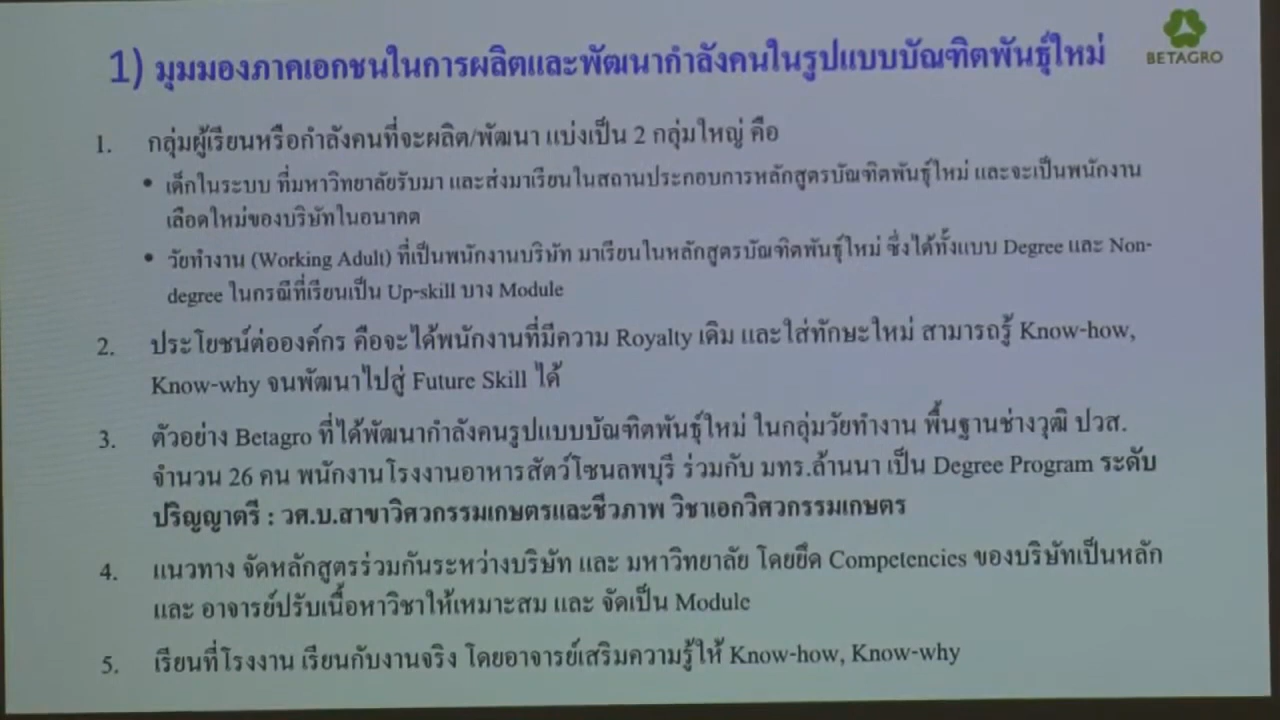 1) มุมมองภาคเอกชนในการผลิตและพัฒนากำลังคนในรูปแบบบัณฑิตพันธุ์ใหม่
BETAGRO
1. กลุ่มผู้เรียนหรือกำลังคนที่จะผลิต/พัฒนา แบ่งเป็น 2 กลุ่มใหญ่ คือ
• เด็กในระบบ ที่มหาวิทยาลัยรับมา และส่งมาเรียนในสถานประกอบการหลักสูตรบัณฑิตพันธุ์ใหม่ และจะเป็นพนักงาน
เลือดใหม่ของบริษัทในอนาคต
• วัยทำงาน (Working Adult) ที่เป็นพนักงานบริษัท มาเรียนในหลักสูตรบัณฑิตพันธุ์ใหม่ ซึ่งได้ทั้งแบบ Degree และ Non-
degree ในกรณีที่เรียนเป็น Up-skill บาง Module
2. ประโยชน์ต่อองค์กร คือจะได้พนักงานที่มีความ Royalty เดิม และใส่ทักษะใหม่ สามารถรู้ Know-how,
Know-why จนพัฒนาไปสู่ Future Skill ได้
3. ตัวอย่าง Betagro ที่ได้พัฒนากำลังคนรูปแบบบัณฑิตพันธุ์ใหม่ ในกลุ่มวัยทำงาน พื้นฐานช่างวุฒิ ปวส.
จำนวน 26 คน พนักงานโรงงานอาหารสัตว์โซนลพบุรี ร่วมกับ มทร.ล้านนา เป็น Degree Program ระดับ
ปริญญาตรี : วศ.บ.สาขาวิศวกรรมเกษตรและชีวภาพ วิชาเอกวิศวกรรมเกษตร
4. แนวทาง จัดหลักสูตรร่วมกันระหว่างบริษัท และ มหาวิทยาลัย โดยยึด Competencies ของบริษัทเป็นหลัก
และ อาจารย์ปรับเนื้อหาวิชาให้เหมาะสม และ จัดเป็น Module
5. เรียนที่โรงงาน เรียนกับงานจริง โดยอาจารย์เสริมความรู้ให้ Know-how, Know-why